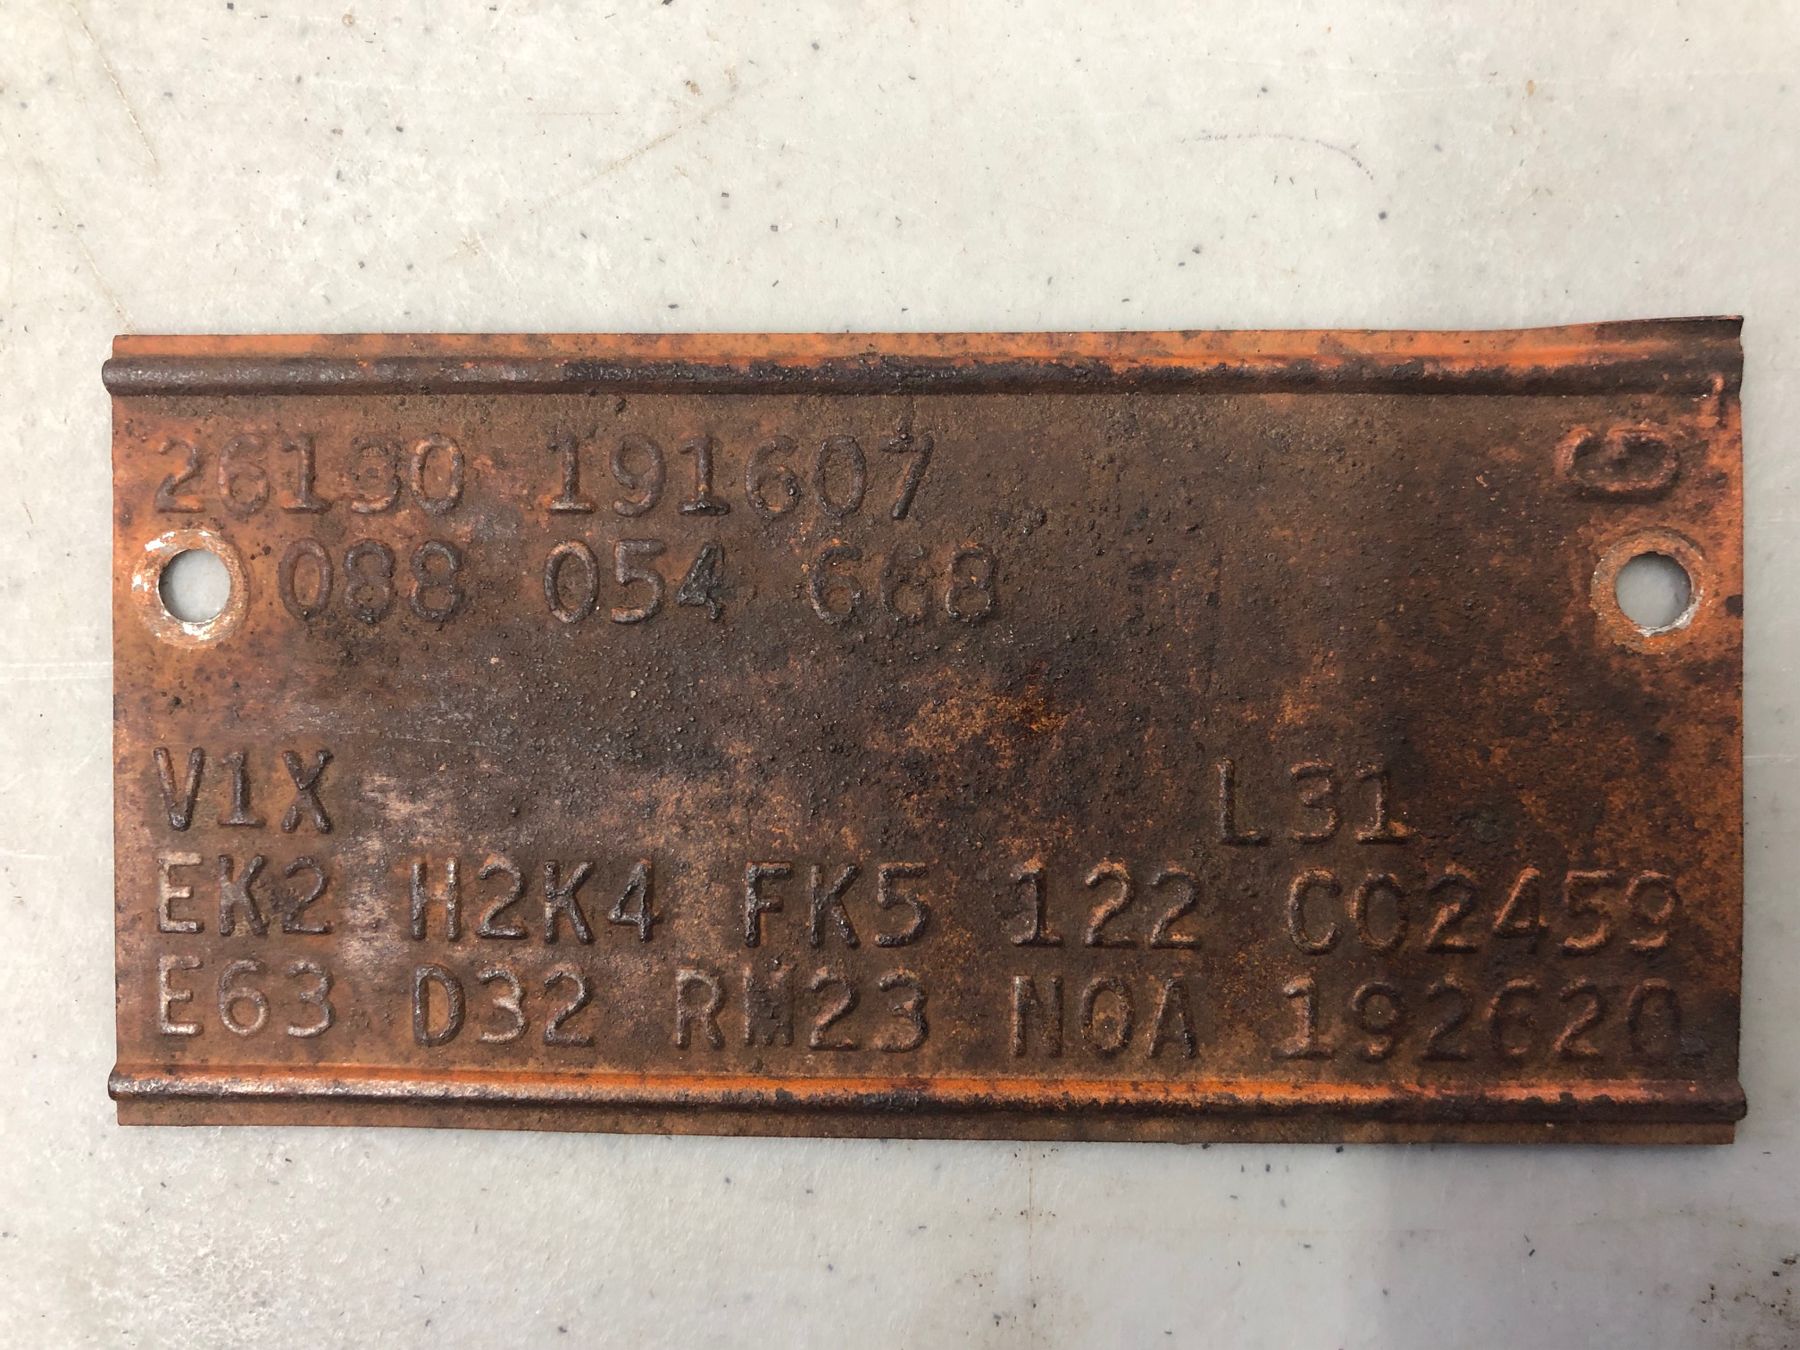 26130 191607
G
088 054 668
V1X L31
EK2 H2K4 FK5 122 C02459
E63 D32 RM23 N0A 192620